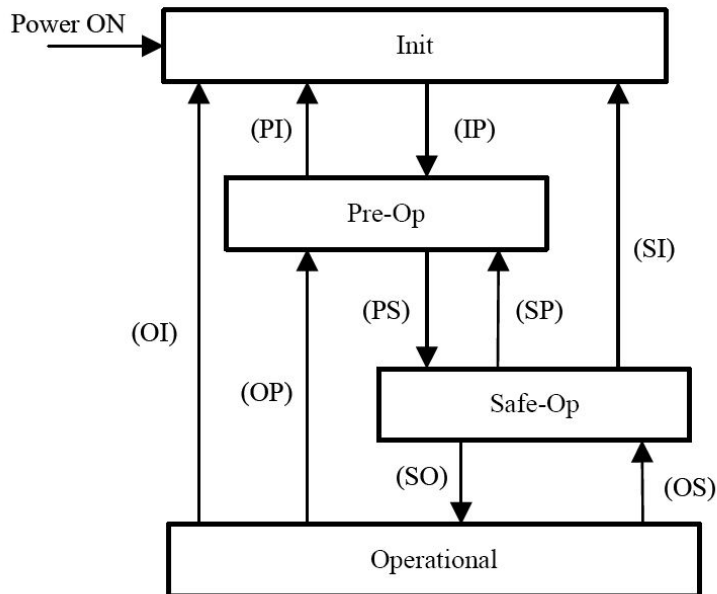 Power ON
Init
(PI)
(IP)
Pre-Op
(SI)
(PS)
(SP)
(OI)
(OP)
Safe-Op
(SO)
(OS)
Operational